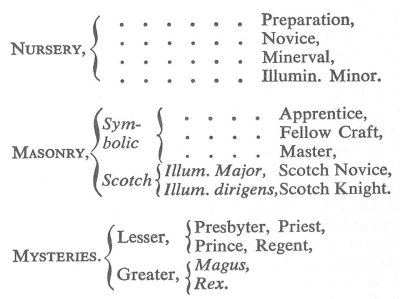 Preparation,
NURSERY, { . . . . . . Novice,
. . . . . . Minerval,
. . . . . . Illumin. Minor.
MASONRY, { Symbolic { . . . . Apprentice,
. . . . Fellow Craft,
. . . . Master,
Scotch { Illum. Major, Scotch Novice,
Illum. dirigens, Scotch Knight.
MYSTERIES. { Lesser, { Presbyter, Priest,
Prince, Regent,
Greater, { Magus,
Rex.